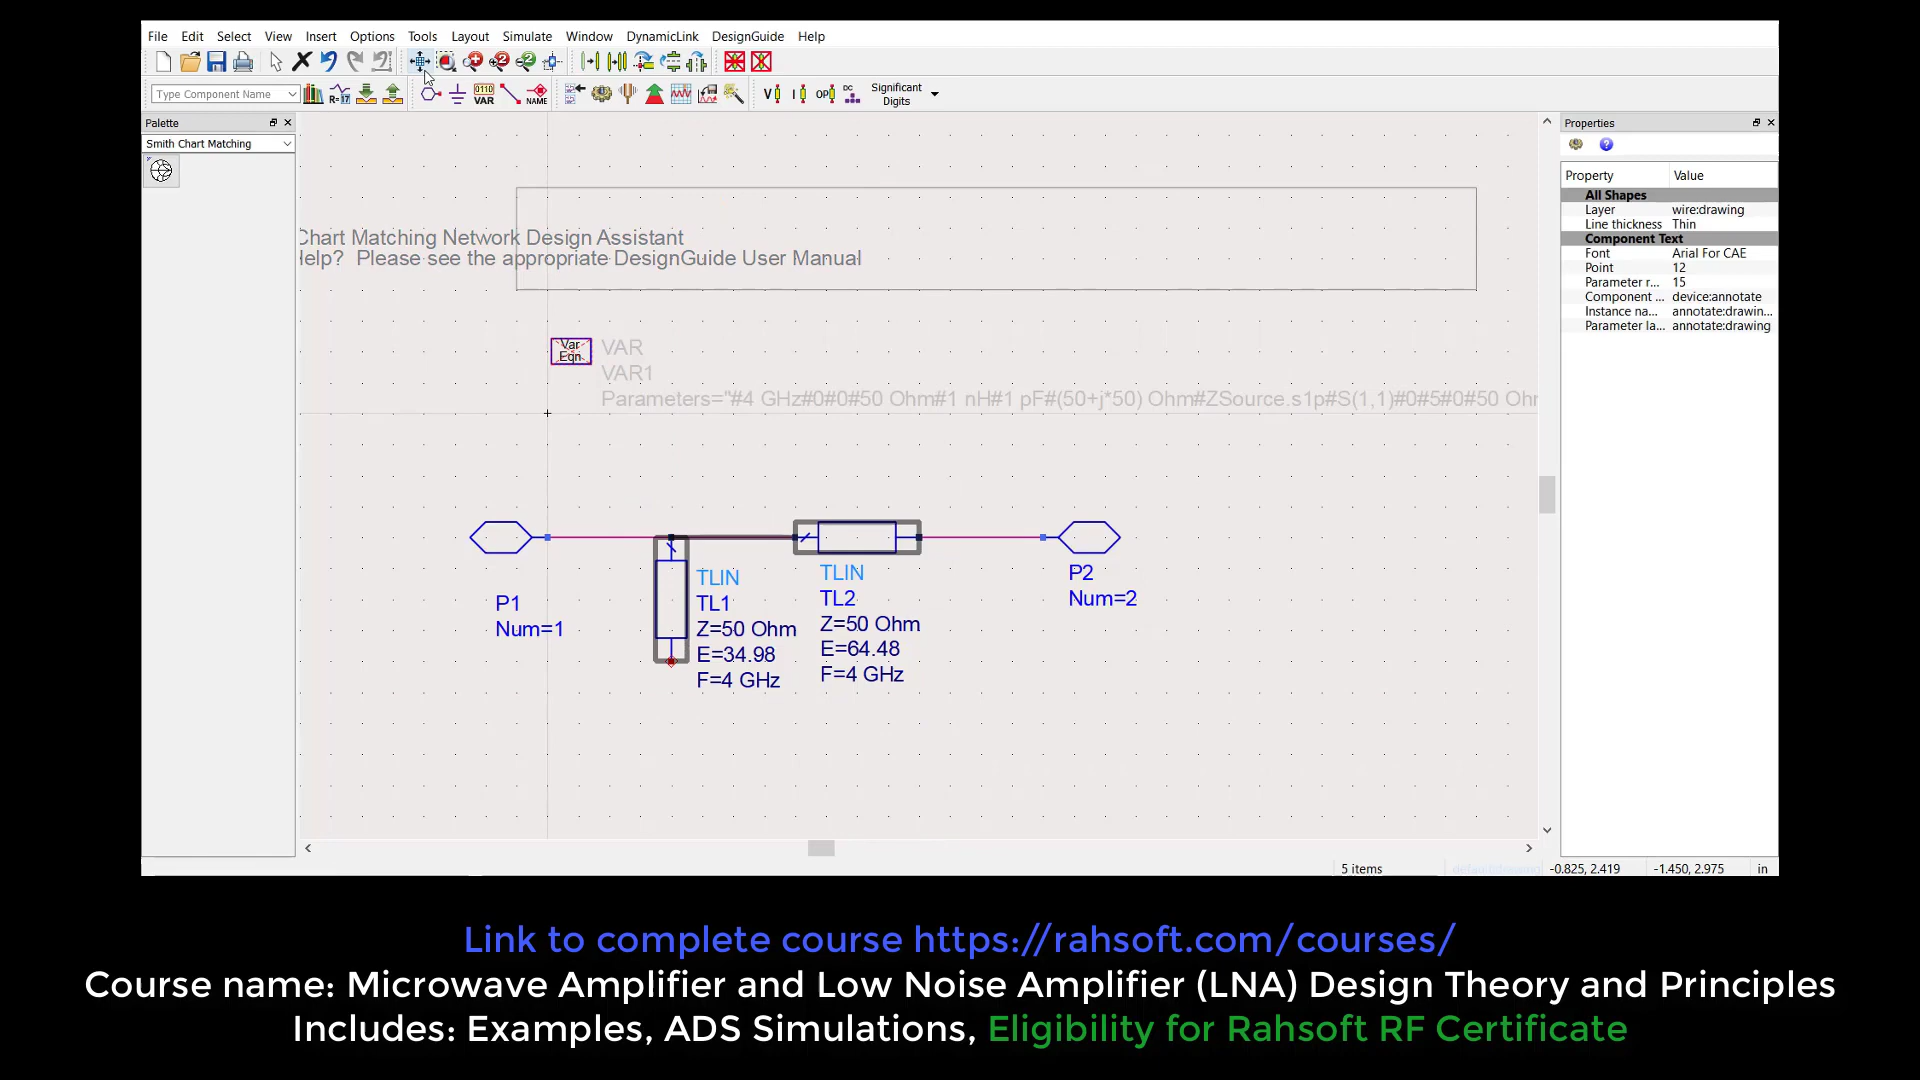 File Edit Select View Insert Options Tools Layout Simulate Window DynamicLink DesignGuide Help
Type Component Name
R=17
0110
VAR
NAME
V I OP DC
Significant
Digits
Palette
Smith Chart Matching
Chart Matching Network Design Assistant
Help? Please see the appropriate DesignGuide User Manual
Var
Eqn
VAR
VAR1
Parameters="#4 GHz#0#0#50 Ohm#1 nH#1 pF#(50+j*50) Ohm#ZSource.s1p#S(1,1)#0#5#0#50 Ohm
P1
Num=1
TLIN
TL1
Z=50 Ohm
E=34.98
F=4 GHz
TLIN
TL2
Z=50 Ohm
E=64.48
F=4 GHz
P2
Num=2
Properties
Property Value
All Shapes
Layer wire:drawing
Line thickness Thin
Component Text
Font Arial For CAE
Point 12
Parameter r... 15
Component ... device:annotate
Instance na... annotate:drawin...
Parameter la... annotate:drawing
5 items
-0.825, 2.419 -1.450, 2.975 in
Link to complete course https://rahsoft.com/courses/
Course name: Microwave Amplifier and Low Noise Amplifier (LNA) Design Theory and Principles
Includes: Examples, ADS Simulations, Eligibility for Rahsoft RF Certificate